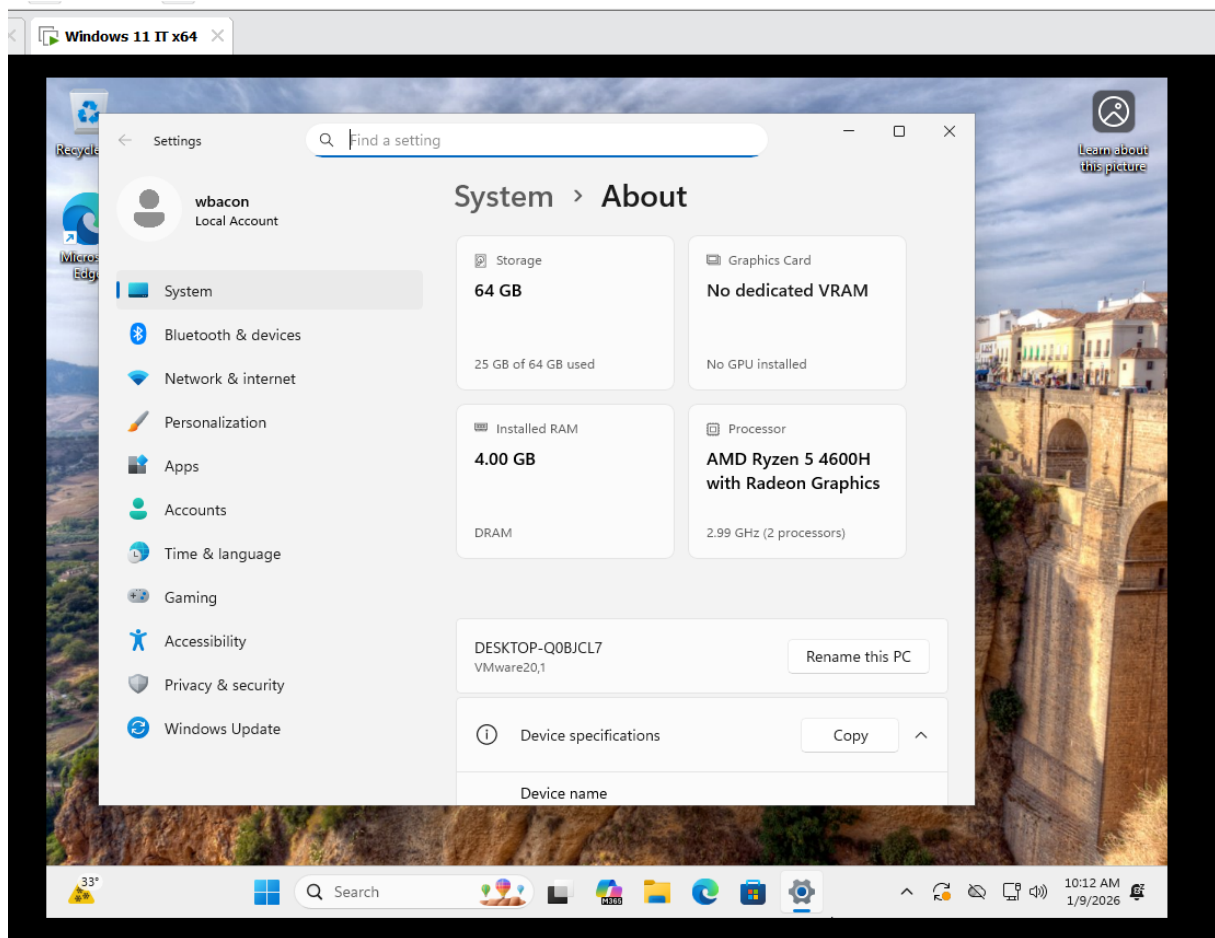 Windows 11 IT x64
Settings
Find a setting
Learn about
this picture
wbacon
Local Account
System > About
Storage
64 GB
25 GB of 64 GB used
Graphics Card
No dedicated VRAM
No GPU installed
Installed RAM
4.00 GB
DRAM
Processor
AMD Ryzen 5 4600H
with Radeon Graphics
2.99 GHz (2 processors)
System
Bluetooth & devices
Network & internet
Personalization
Apps
Accounts
Time & language
Gaming
Accessibility
Privacy & security
Windows Update
DESKTOP-Q0BJCL7
VMware20,1
Rename this PC
Device specifications
Copy
Device name
33°
Search
M365
10:12 AM
1/9/2026